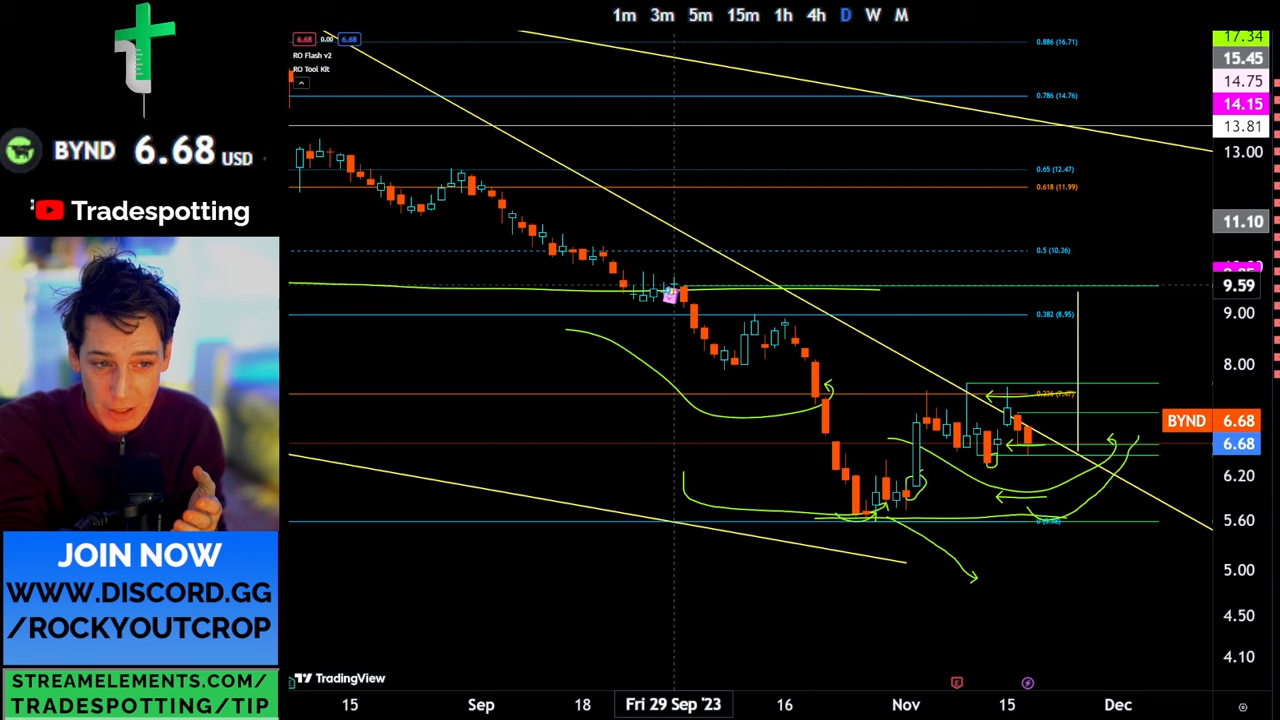 1m 3m 5m 15m 1h 4h D W M
6.68 0.00 6.68
RO Flash v2
RO Tool Kit
BYND 6.68 USD
Tradespotting
JOIN NOW
WWW.DISCORD.GG
/ROCKYOUTCROP
STREAMELEMENTS.COM/
TRADESPOTTING/TIP
0.886 (16.71)
0.786 (14.76)
0.65 (12.47)
0.618 (11.99)
0.5 (10.36)
0.382 (8.95)
17.34
15.45
14.75
14.15
13.81
13.00
11.10
9.59
9.00
8.00
BYND 6.68
6.68
6.20
5.60
5.00
4.50
4.10
TradingView
15 Sep 18 Fri 29 Sep '23 16 Nov 15 Dec